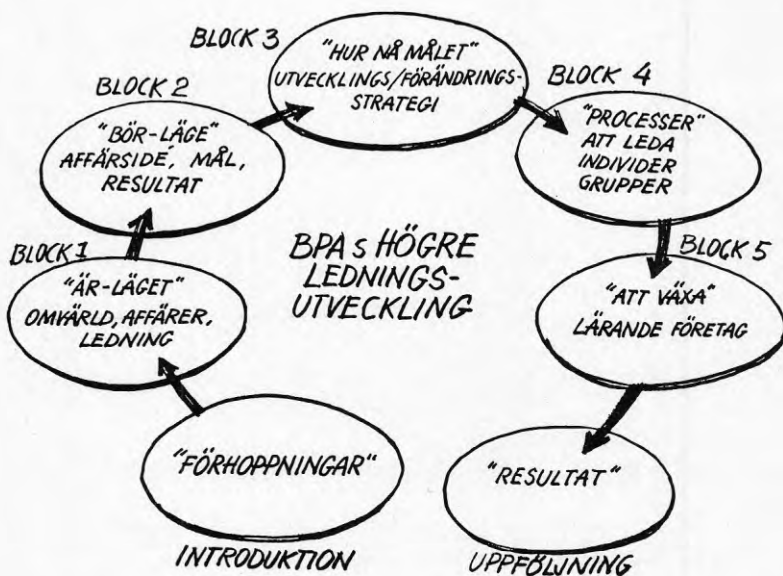 BLOCK 3
"HUR NÅ MÅLET"
UTVECKLINGS/FÖRÄNDRINGS-
STRATEGI
BLOCK 2
"BÖR-LÄGE"
AFFÄRSIDÉ, MÅL,
RESULTAT
BLOCK 4
"PROCESSER"
ATT LEDA
INDIVIDER
GRUPPER
BPAs HÖGRE
LEDNINGS-
UTVECKLING
BLOCK 1
"ÄR-LÄGET"
OMVÄRLD, AFFÄRER,
LEDNING
BLOCK 5
"ATT VÄXA"
LÄRANDE FÖRETAG
"FÖRHOPPNINGAR"
INTRODUKTION
"RESULTAT"
UPPFÖLJNING